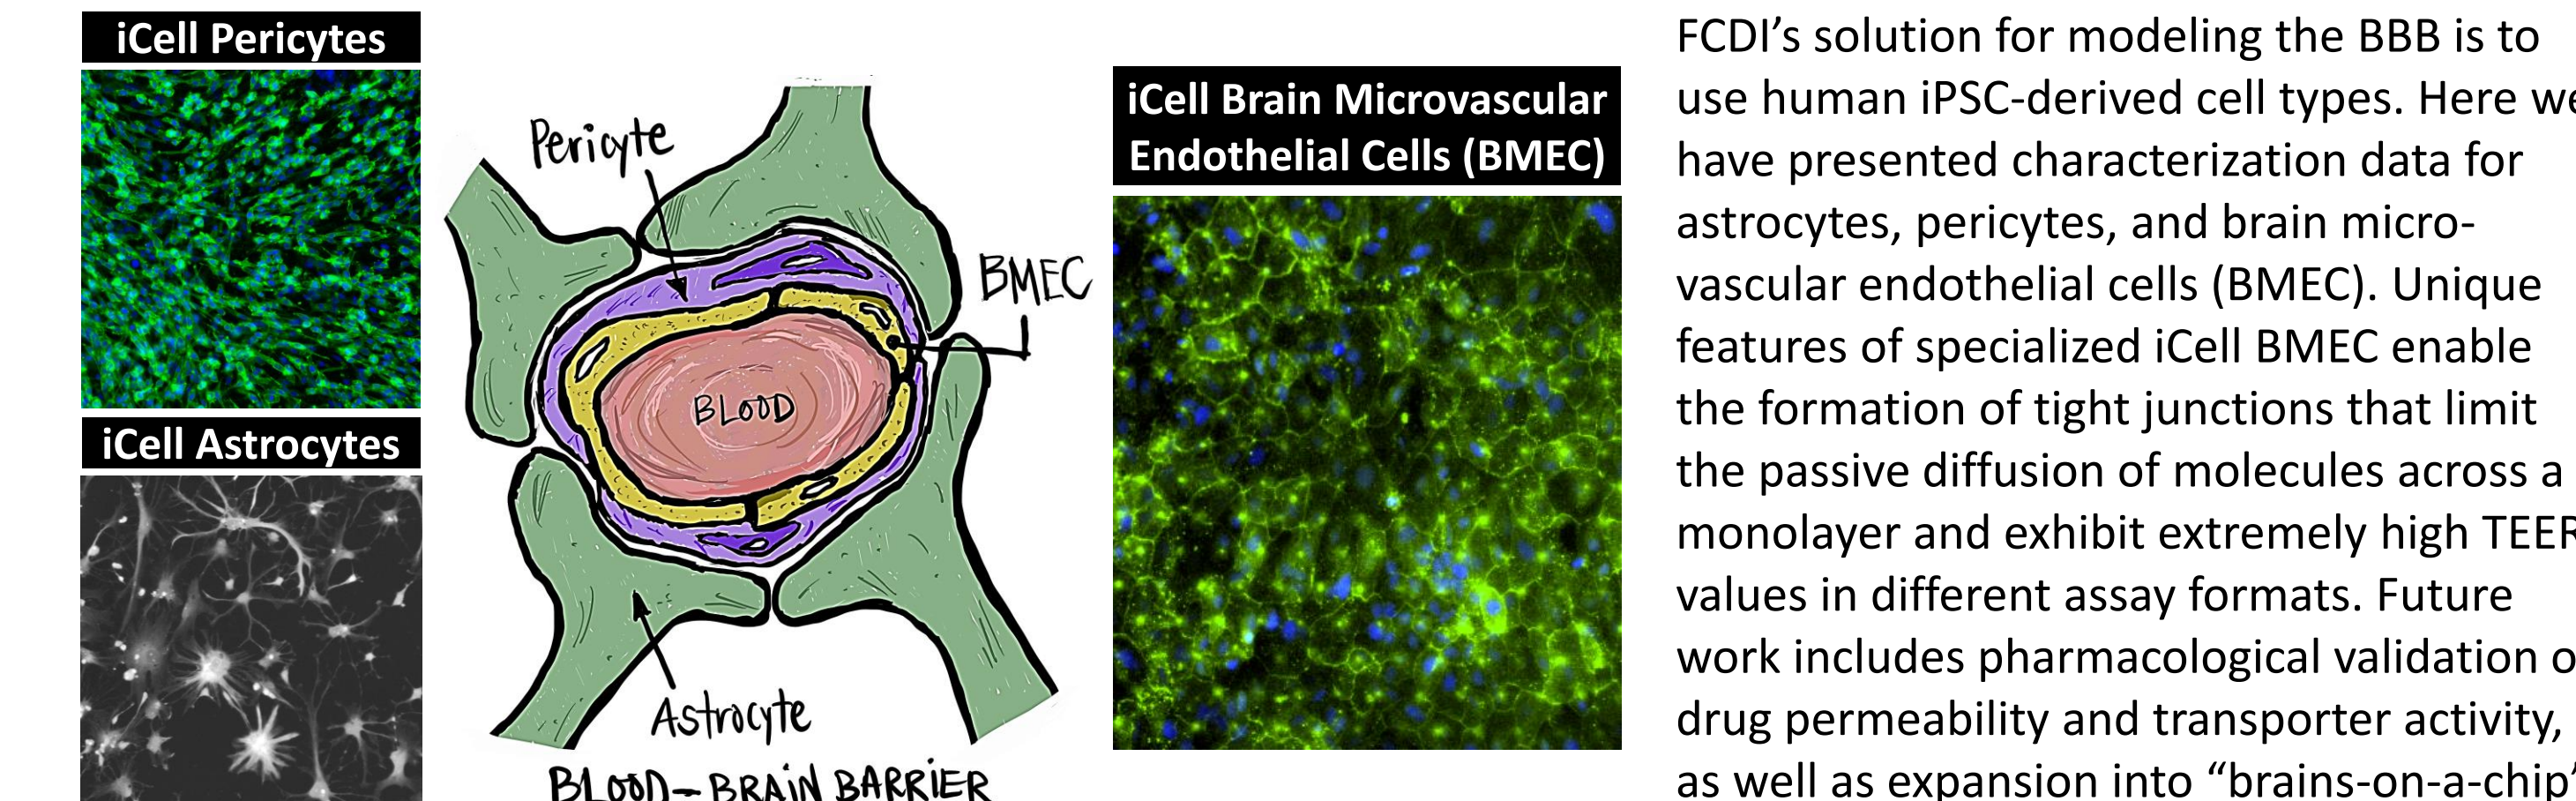 iCell Pericytes
iCell Astrocytes
Pericyte
BMEC
BLOOD
Astrocyte
BLOOD-BRAIN BARRIER
iCell Brain Microvascular
Endothelial Cells (BMEC)
FCDI’s solution for modeling the BBB is to
use human iPSC-derived cell types. Here we
have presented characterization data for
astrocytes, pericytes, and brain micro-
vascular endothelial cells (BMEC). Unique
features of specialized iCell BMEC enable
the formation of tight junctions that limit
the passive diffusion of molecules across a
monolayer and exhibit extremely high TEER
values in different assay formats. Future
work includes pharmacological validation o
drug permeability and transporter activity,
as well as expansion into “brains-on-a-chip”